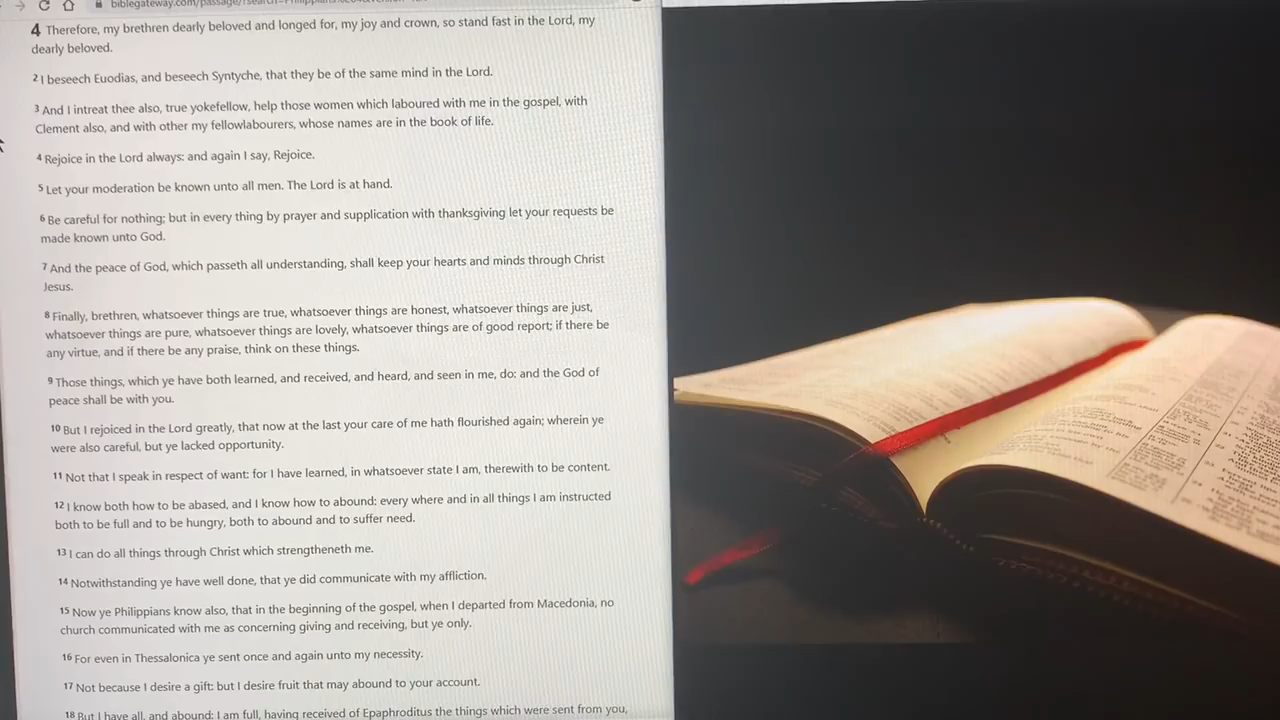 biblegateway.com/passage/?search=Philippians
4 Therefore, my brethren dearly beloved and longed for, my joy and crown, so stand fast in the Lord, my
dearly beloved.
2 I beseech Euodias, and beseech Syntyche, that they be of the same mind in the Lord.
3 And I intreat thee also, true yokefellow, help those women which laboured with me in the gospel, with
Clement also, and with other my fellowlabourers, whose names are in the book of life.
4 Rejoice in the Lord always: and again I say, Rejoice.
5 Let your moderation be known unto all men. The Lord is at hand.
6 Be careful for nothing; but in every thing by prayer and supplication with thanksgiving let your requests be
made known unto God.
7 And the peace of God, which passeth all understanding, shall keep your hearts and minds through Christ
Jesus.
8 Finally, brethren, whatsoever things are true, whatsoever things are honest, whatsoever things are just,
whatsoever things are pure, whatsoever things are lovely, whatsoever things are of good report; if there be
any virtue, and if there be any praise, think on these things.
9 Those things, which ye have both learned, and received, and heard, and seen in me, do: and the God of
peace shall be with you.
10 But I rejoiced in the Lord greatly, that now at the last your care of me hath flourished again; wherein ye
were also careful, but ye lacked opportunity.
11 Not that I speak in respect of want: for I have learned, in whatsoever state I am, therewith to be content.
12 I know both how to be abased, and I know how to abound: every where and in all things I am instructed
both to be full and to be hungry, both to abound and to suffer need.
13 I can do all things through Christ which strengtheneth me.
14 Notwithstanding ye have well done, that ye did communicate with my affliction.
15 Now ye Philippians know also, that in the beginning of the gospel, when I departed from Macedonia, no
church communicated with me as concerning giving and receiving, but ye only.
16 For even in Thessalonica ye sent once and again unto my necessity.
17 Not because I desire a gift: but I desire fruit that may abound to your account.
18 But I have all, and abound: I am full, having received of Epaphroditus the things which were sent from you,